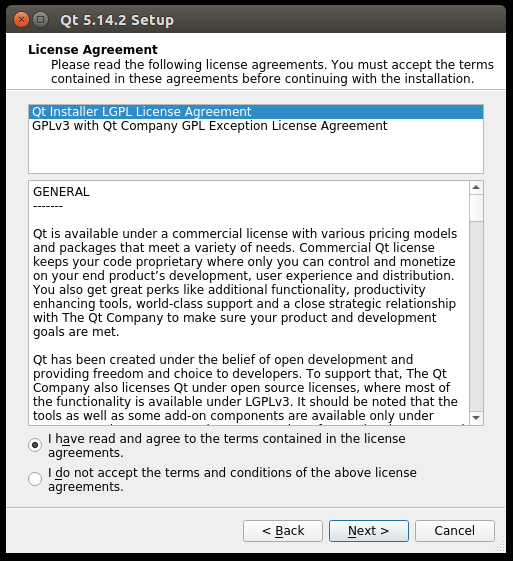 Qt 5.14.2 Setup
License Agreement
Please read the following license agreements. You must accept the terms
contained in these agreements before continuing with the installation.
Qt Installer LGPL License Agreement
GPLv3 with Qt Company GPL Exception License Agreement
GENERAL
-------
Qt is available under a commercial license with various pricing models
and packages that meet a variety of needs. Commercial Qt license
keeps your code proprietary where only you can control and monetize
on your end product’s development, user experience and distribution.
You also get great perks like additional functionality, productivity
enhancing tools, world-class support and a close strategic relationship
with The Qt Company to make sure your product and development
goals are met.
Qt has been created under the belief of open development and
providing freedom and choice to developers. To support that, The Qt
Company also licenses Qt under open source licenses, where most of
the functionality is available under LGPLv3. It should be noted that the
tools as well as some add-on components are available only under
I have read and agree to the terms contained in the license
agreements.
I do not accept the terms and conditions of the above license
agreements.
< Back
Next >
Cancel